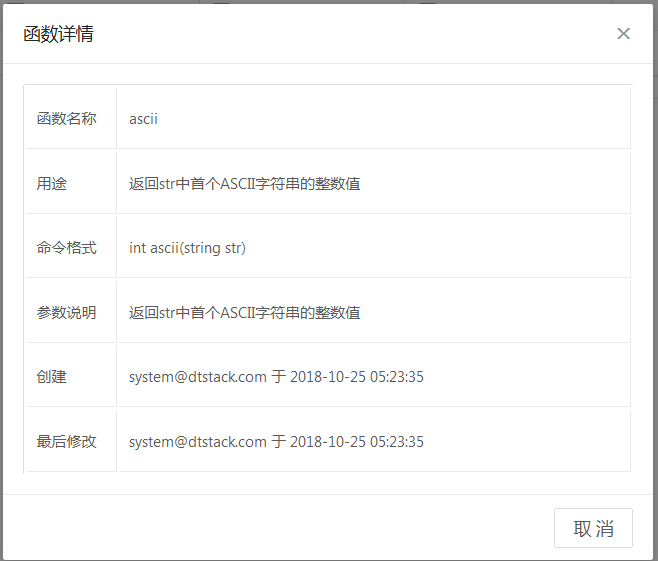 函数详情
函数名称 ascii
用途 返回str中首个ASCII字符串的整数值
命令格式 int ascii(string str)
参数说明 返回str中首个ASCII字符串的整数值
创建 system@dtstack.com 于 2018-10-25 05:23:35
最后修改 system@dtstack.com 于 2018-10-25 05:23:35
取 消